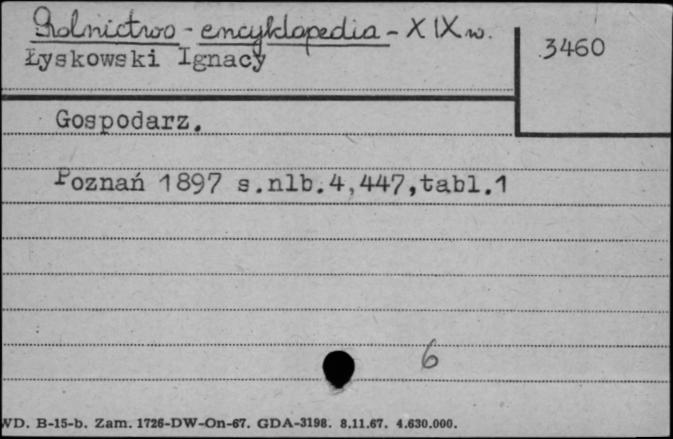 Rolnictwo - encyklopedia - XIX w.
Łyskowski Ignacy
3460
Gospodarz.
Poznań 1897 s.nlb.4,447,tabl.1
6
WD. B-15-b. Zam. 1726-DW-On-67. GDA-3198. 8.11.67. 4.630.000.